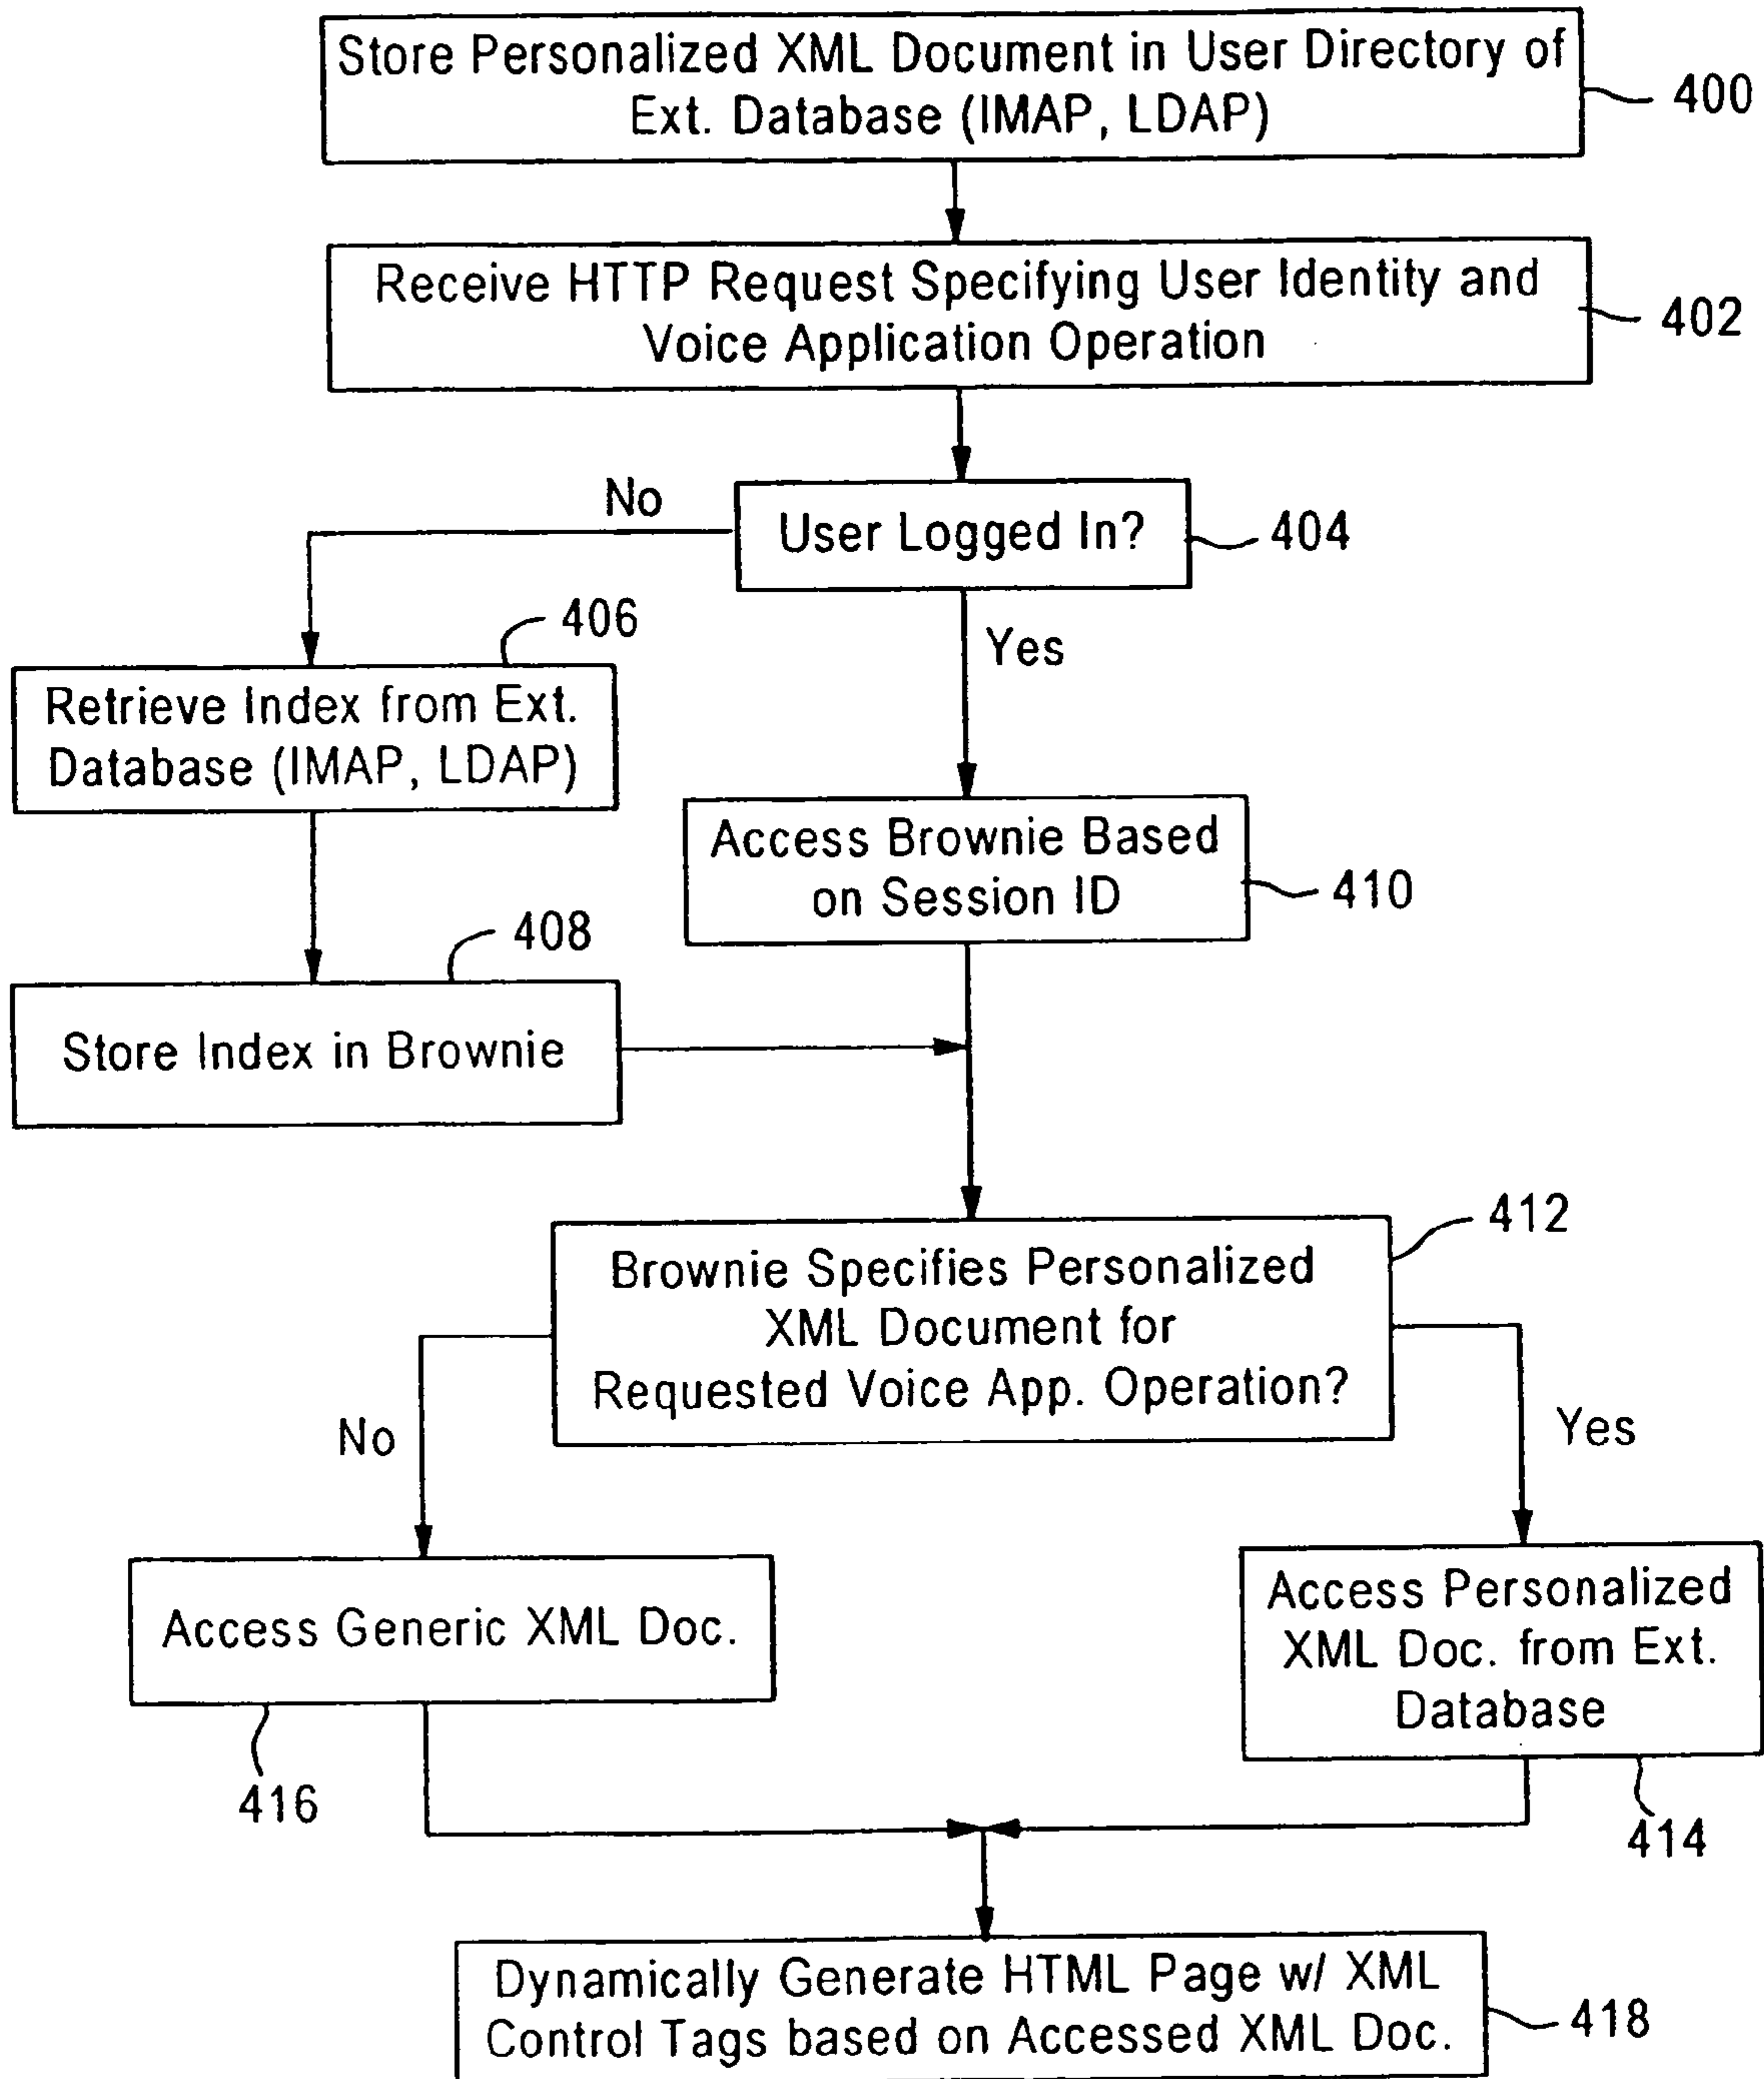 Store Personalized XML Document in User Directory of
Ext. Database (IMAP, LDAP)
400
Receive HTTP Request Specifying User Identity and
Voice Application Operation
402
No
User Logged In?
404
406
Yes
Retrieve Index from Ext.
Database (IMAP, LDAP)
Access Brownie Based
on Session ID
410
408
Store Index in Brownie
412
Brownie Specifies Personalized
XML Document for
Requested Voice App. Operation?
No
Yes
Access Generic XML Doc.
416
Access Personalized
XML Doc. from Ext.
Database
414
Dynamically Generate HTML Page w/ XML
Control Tags based on Accessed XML Doc.
418